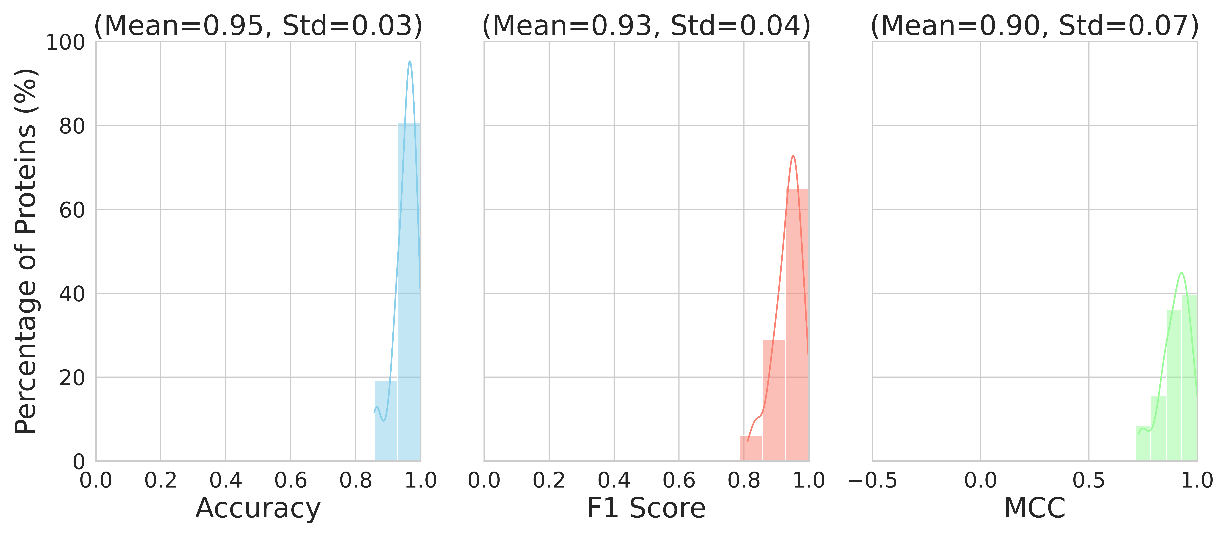 (Mean=0.95, Std=0.03) (Mean=0.93, Std=0.04) (Mean=0.90, Std=0.07)
Percentage of Proteins (%)
100
80
60
40
20
0
0.0 0.2 0.4 0.6 0.8 1.0
Accuracy
0.0 0.2 0.4 0.6 0.8 1.0
F1 Score
−0.5 0.0 0.5 1.0
MCC